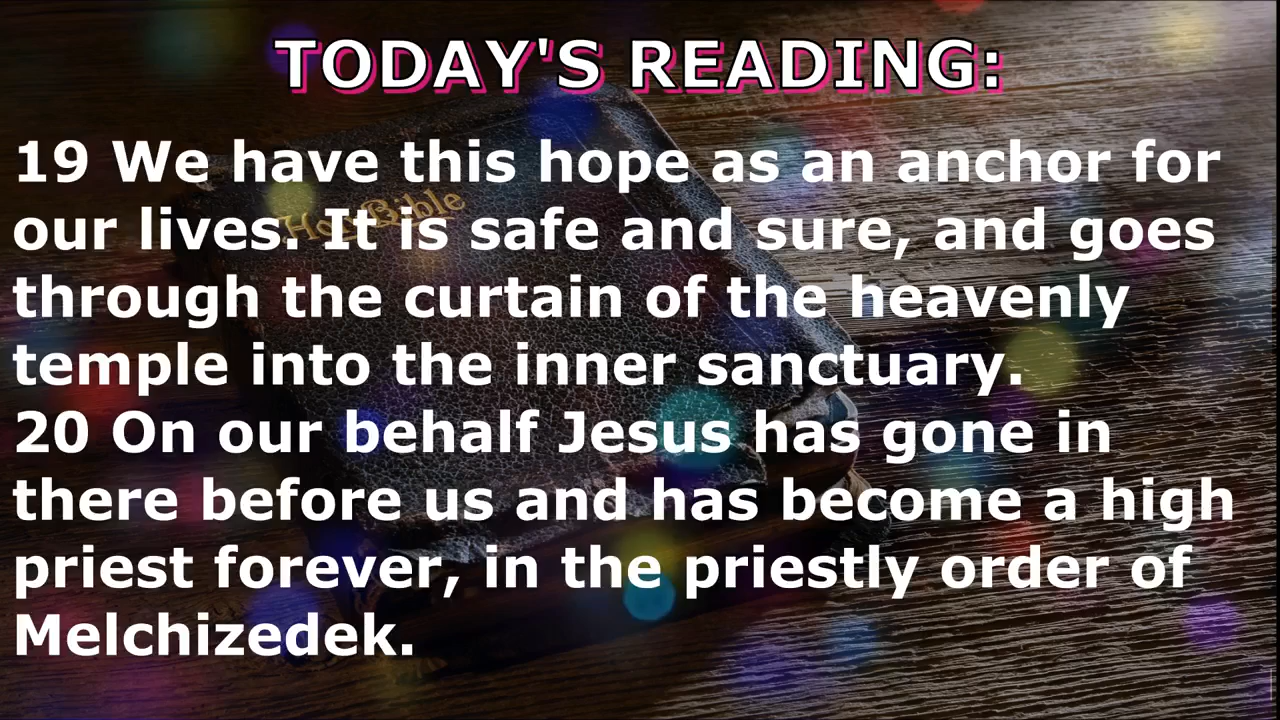 TODAY'S READING:
19 We have this hope as an anchor for
our lives. It is safe and sure, and goes
through the curtain of the heavenly
temple into the inner sanctuary.
20 On our behalf Jesus has gone in
there before us and has become a high
priest forever, in the priestly order of
Melchizedek.
Holy Bible